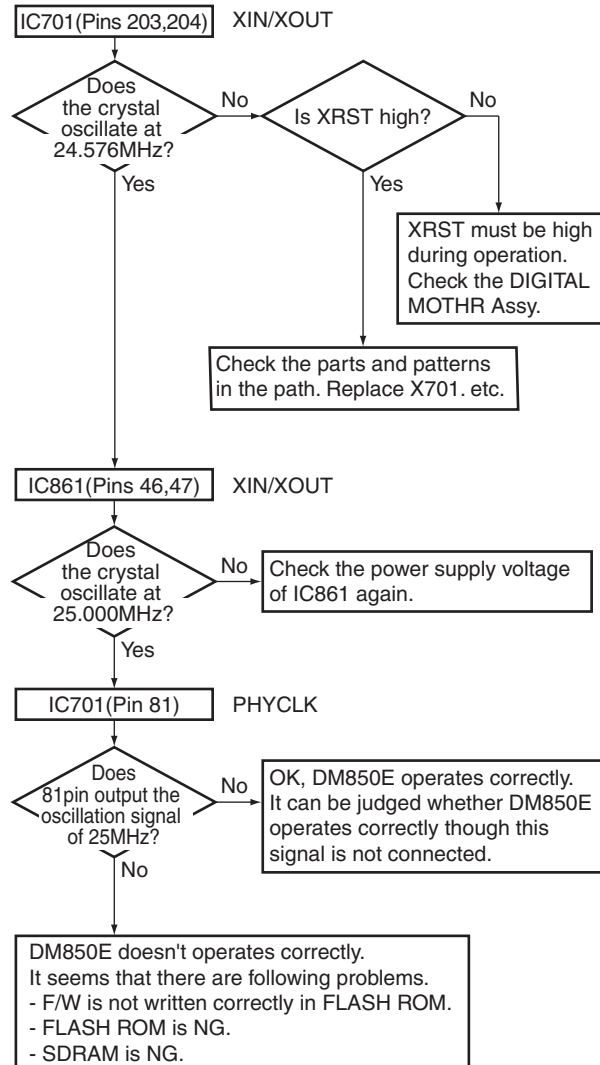 IC701(Pins 203,204)
XIN/XOUT
Does
the crystal
oscillate at
24.576MHz?
No
Is XRST high?
No
Yes
Yes
XRST must be high
during operation.
Check the DIGITAL
MOTHR Assy.
Check the parts and patterns
in the path. Replace X701. etc.
IC861(Pins 46,47)
XIN/XOUT
Does
the crystal
oscillate at
25.000MHz?
No
Check the power supply voltage
of IC861 again.
Yes
IC701(Pin 81)
PHYCLK
Does
81pin output the
oscillation signal
of 25MHz?
No
OK, DM850E operates correctly.
It can be judged whether DM850E
operates correctly though this
signal is not connected.
No
DM850E doesn't operates correctly.
It seems that there are following problems.
- F/W is not written correctly in FLASH ROM.
- FLASH ROM is NG.
- SDRAM is NG.